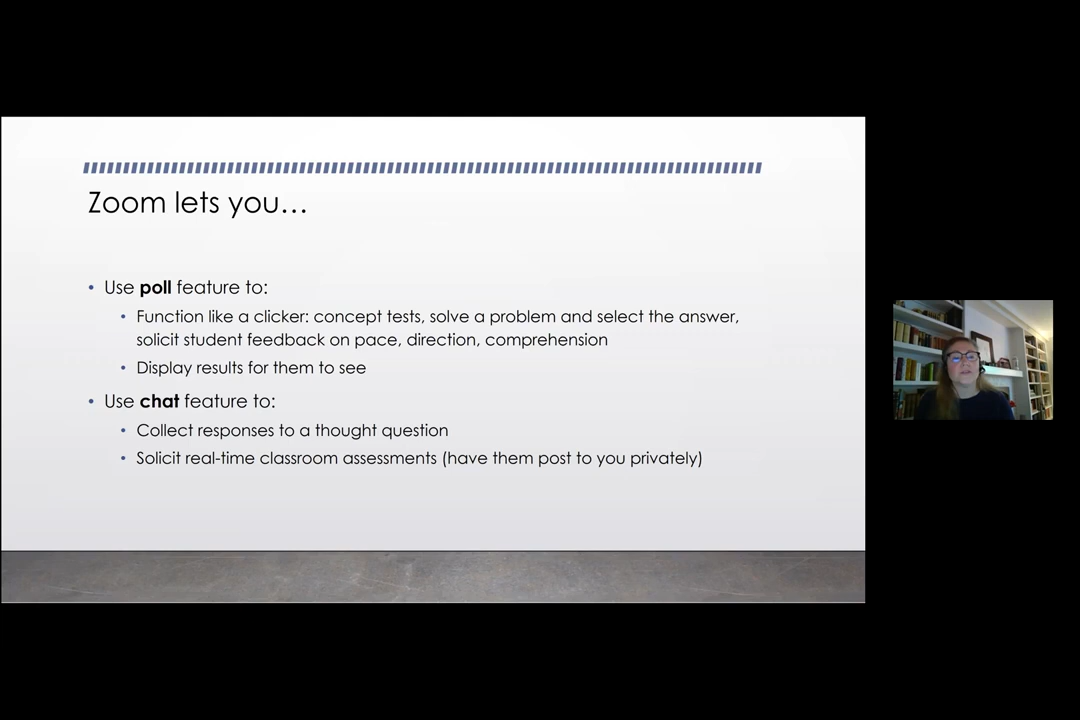 Zoom lets you...
• Use poll feature to:
• Function like a clicker: concept tests, solve a problem and select the answer,
solicit student feedback on pace, direction, comprehension
• Display results for them to see
• Use chat feature to:
• Collect responses to a thought question
• Solicit real-time classroom assessments (have them post to you privately)